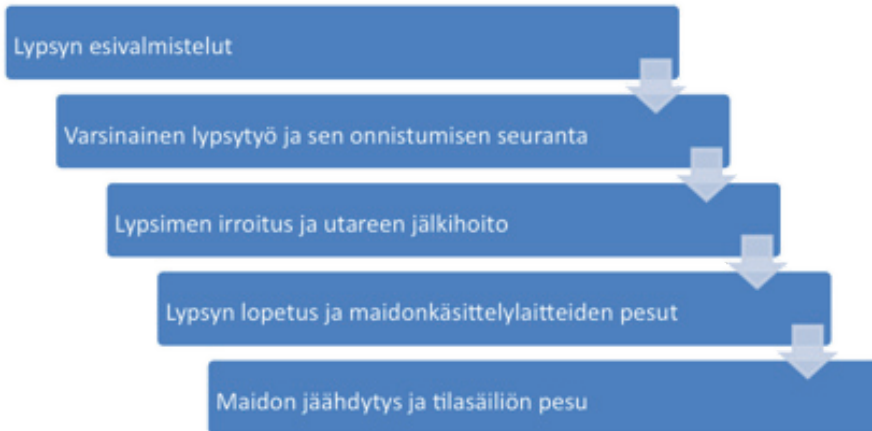 Lypsyn esivalmistelut
Varsinainen lypsytyö ja sen onnistumisen seuranta
Lypsimen irroitus ja utareen jälkihoito
Lypsyn lopetus ja maidonkäsittelylaitteiden pesut
Maidon jäähdytys ja tilasäiliön pesu